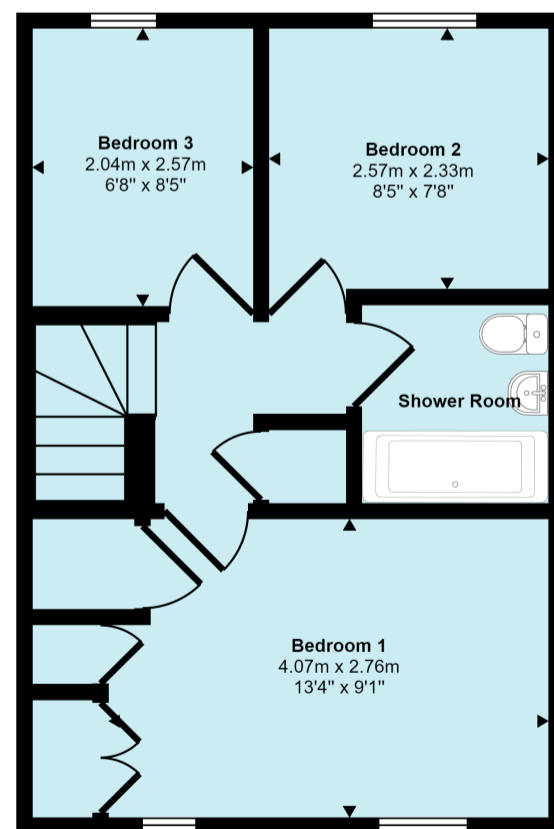 Bedroom 3
2.04m x 2.57m
6'8" x 8'5"
Bedroom 2
2.57m x 2.33m
8'5" x 7'8"
Shower Room
Bedroom 1
4.07m x 2.76m
13'4" x 9'1"